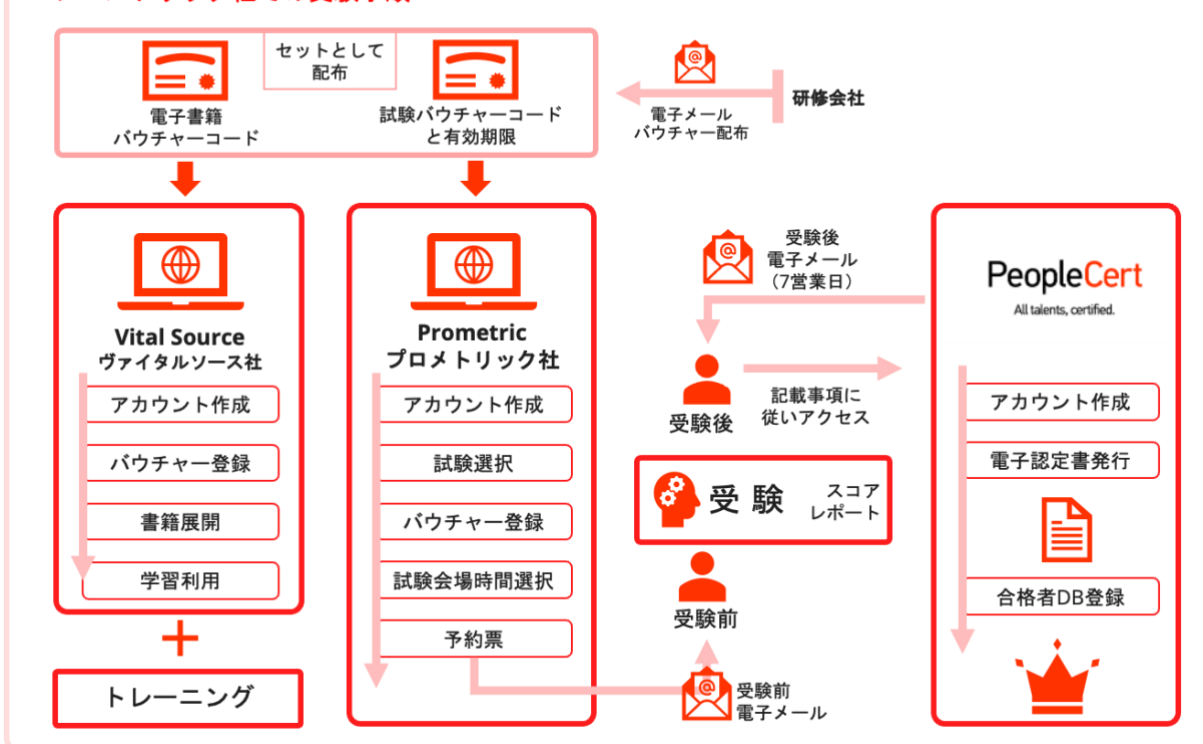 セットとして
配布
電子書籍
バウチャーコード
試験バウチャーコード
と有効期限
電子メール
バウチャー配布
研修会社
Vital Source
ヴァイタルソース社
アカウント作成
バウチャー登録
書籍展開
学習利用
トレーニング
Prometric
プロメトリック社
アカウント作成
試験選択
バウチャー登録
試験会場時間選択
予約票
受験後
電子メール
(7営業日)
受験後
記載事項に
従いアクセス
受験
スコア
レポート
受験前
受験前
電子メール
PeopleCert
All talents, certified.
アカウント作成
電子認定書発行
合格者DB登録